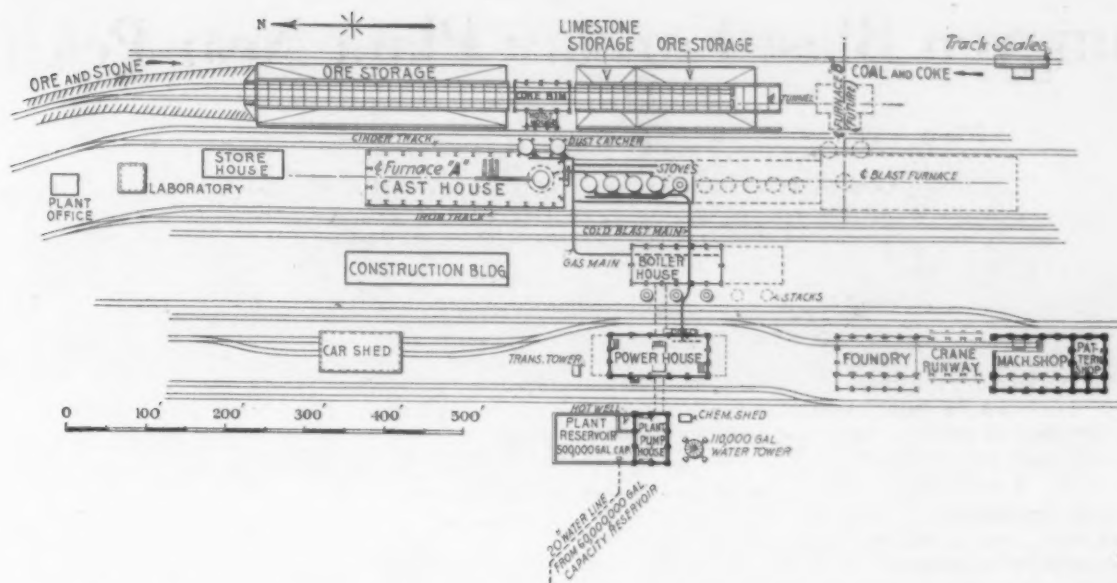 N
LIMESTONE
STORAGE
ORE STORAGE
Track Scales
ORE AND STONE
ORE STORAGE
COKE BIN
TUNNEL
COAL AND COKE
FURNACE "B"
(FUTURE)
CINDER TRACK
DUST CATCHER
STORE
HOUSE
LABORATORY
PLANT
OFFICE
₵ Furnace "A"
CAST HOUSE
STOVES
₵ BLAST FURNACE
IRON TRACK
COLD BLAST MAIN
GAS MAIN
BOILER
HOUSE
CONSTRUCTION BLDG.
STACKS
CAR SHED
TRANS. TOWER
POWER HOUSE
FOUNDRY
CRANE
RUNWAY
MACH. SHOP
PAT-
TERN
SHOP
0 100' 200' 300' 400' 500'
HOT WELL
PLANT
RESERVOIR
500,000 GAL CAP.
PLANT
PUMP
HOUSE
CHEM. SHED
110,000 GAL
WATER TOWER
20" WATER LINE
FROM 60,000,000 GAL
CAPACITY RESERVOIR